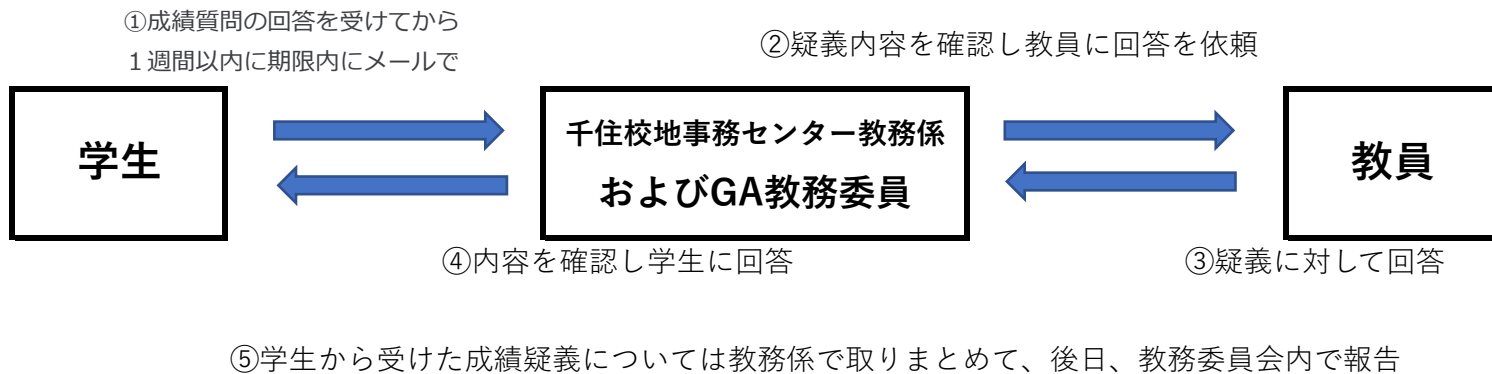 ①成績質問の回答を受けてから
１週間以内に期限内にメールで
②疑義内容を確認し教員に回答を依頼
学生
千住校地事務センター教務係
およびGA教務委員
教員
④内容を確認し学生に回答
③疑義に対して回答
⑤学生から受けた成績疑義については教務係で取りまとめて、後日、教務委員会内で報告